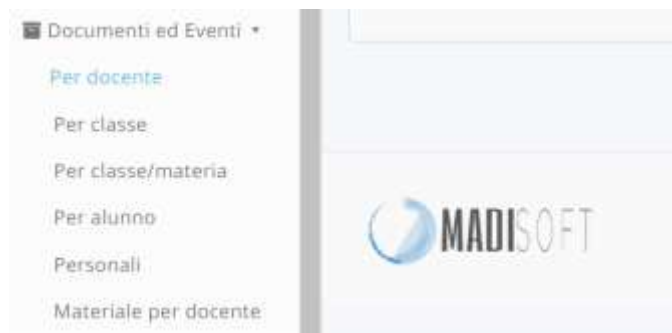 Documenti ed Eventi
Per docente
Per classe
Per classe/materia
Per alunno
Personali
Materiale per docente
MADISOFT